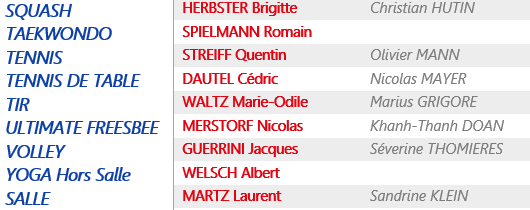 SQUASH HERBSTER Brigitte Christian HUTIN
TAEKWONDO SPIELMANN Romain
TENNIS STREIFF Quentin Olivier MANN
TENNIS DE TABLE DAUTEL Cédric Nicolas MAYER
TIR WALTZ Marie-Odile Marius GRIGORE
ULTIMATE FREESBEE MERSTORF Nicolas Khanh-Thanh DOAN
VOLLEY GUERRINI Jacques Séverine THOMIERES
YOGA Hors Salle WELSCH Albert
SALLE MARTZ Laurent Sandrine KLEIN